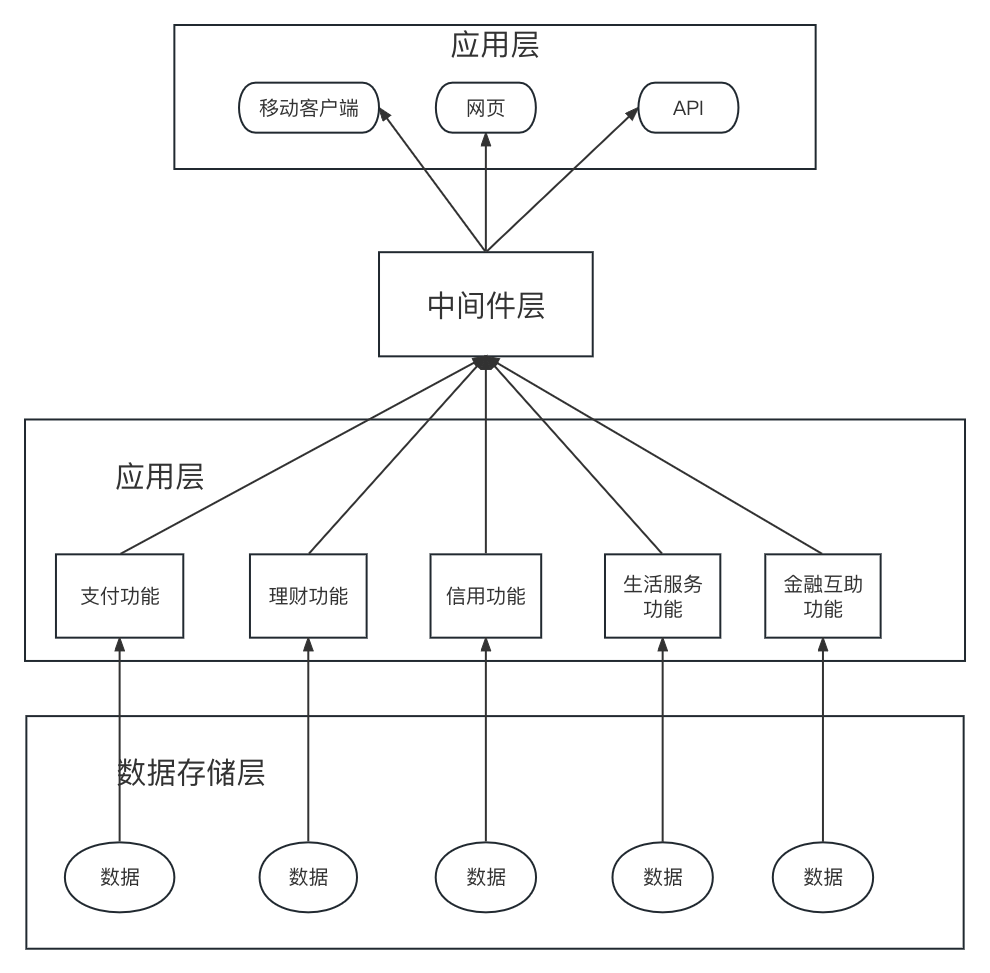 应用层
移动客户端
网页
API
中间件层
应用层
支付功能
理财功能
信用功能
生活服务
功能
金融互助
功能
数据存储层
数据
数据
数据
数据
数据